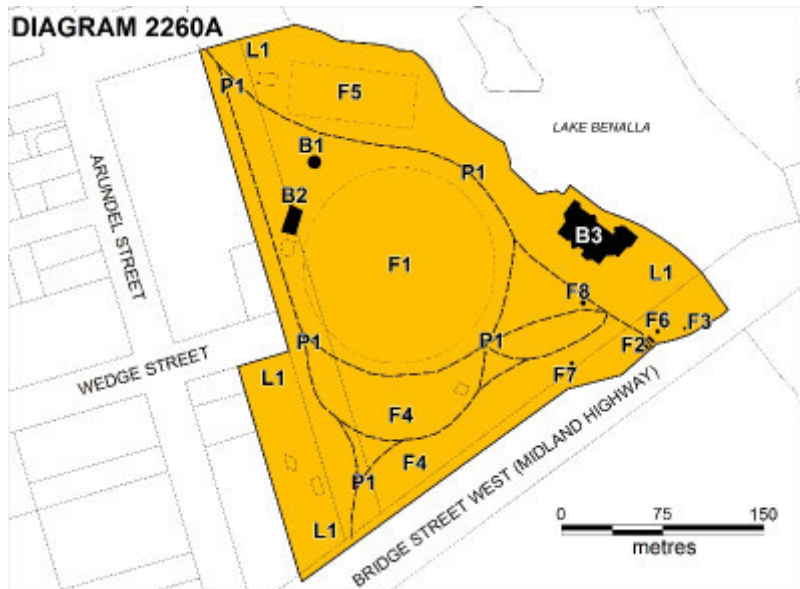 DIAGRAM 2260A
L1
P1
F5
LAKE BENALLA
B1
P1
ARUNDEL STREET
B2
B3
F1
L1
F8
F6
F3
P1
P1
F2
WEDGE STREET
F7
L1
F4
F4
P1
L1
BRIDGE STREET WEST (MIDLAND HIGHWAY)
0 75 150
metres